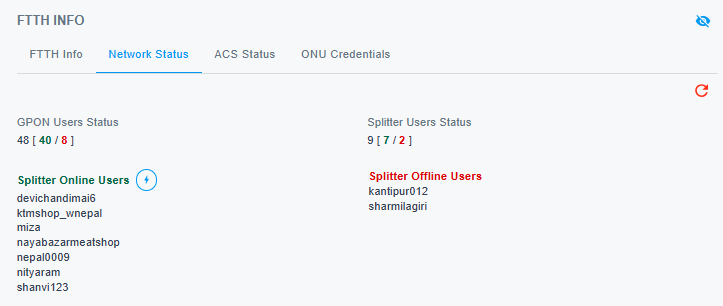 FTTH INFO
FTTH Info Network Status ACS Status ONU Credentials
GPON Users Status
48 [ 40 / 8 ]
Splitter Users Status
9 [ 7 / 2 ]
Splitter Online Users
devichandimai6
ktmshop_wnepal
miza
nayabazarmeatshop
nepal0009
nityaram
shanvi123
Splitter Offline Users
kantipur012
sharmilagiri